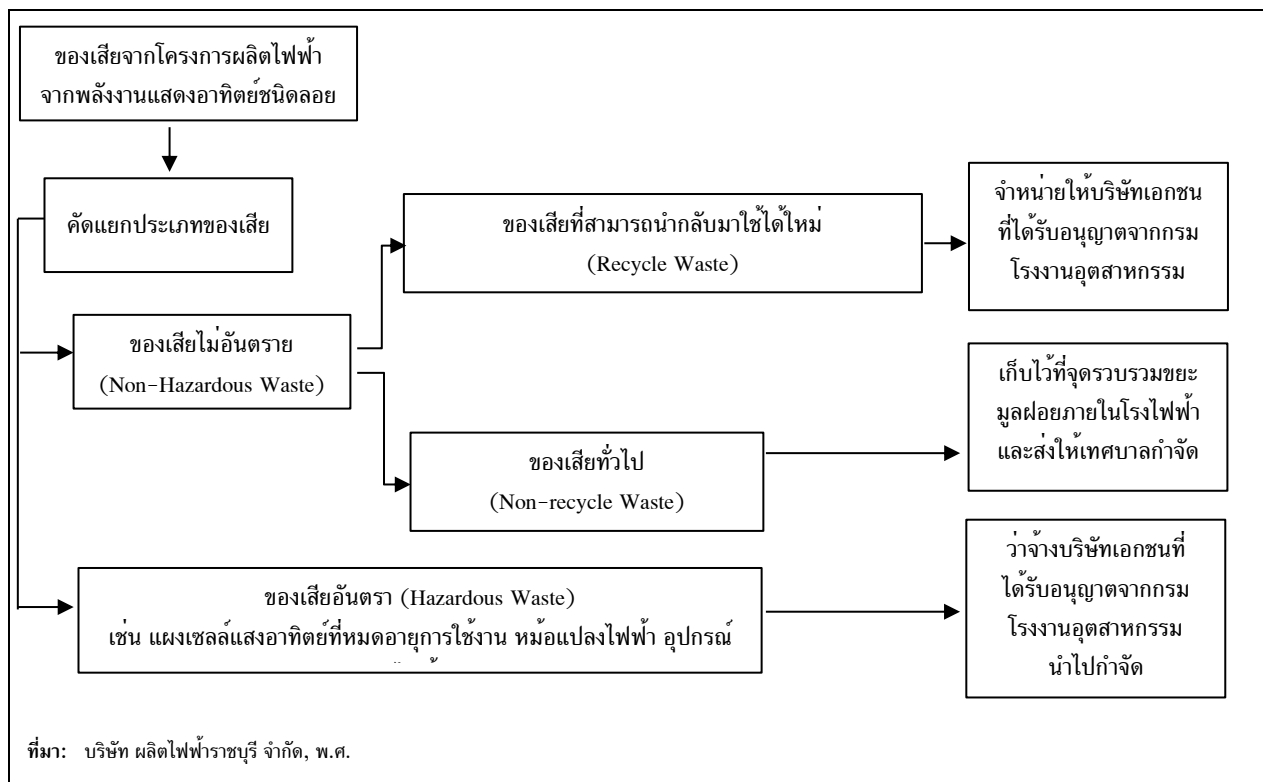 ของเสียจากโครงการผลิตไฟฟ้า
จากพลังงานแสดงอาทิตย์ชนิดลอย
คัดแยกประเภทของเสีย
ของเสียที่สามารถนำกลับมาใช้ได้ใหม่
(Recycle Waste)
จำหน่ายให้บริษัทเอกชน
ที่ได้รับอนุญาตจากกรม
โรงงานอุตสาหกรรม
ของเสียไม่อันตราย
(Non-Hazardous Waste)
ของเสียทั่วไป
(Non-recycle Waste)
เก็บไว้ที่จุดรวบรวมขยะ
มูลฝอยภายในโรงไฟฟ้า
และส่งให้เทศบาลกำจัด
ของเสียอันตรา (Hazardous Waste)
เช่น แผงเซลล์แสงอาทิตย์ที่หมดอายุการใช้งาน หม้อแปลงไฟฟ้า อุปกรณ์
ว่าจ้างบริษัทเอกชนที่
ได้รับอนุญาตจากกรม
โรงงานอุตสาหกรรม
นำไปกำจัด
ที่มา: บริษัท ผลิตไฟฟ้าราชบุรี จำกัด, พ.ศ.